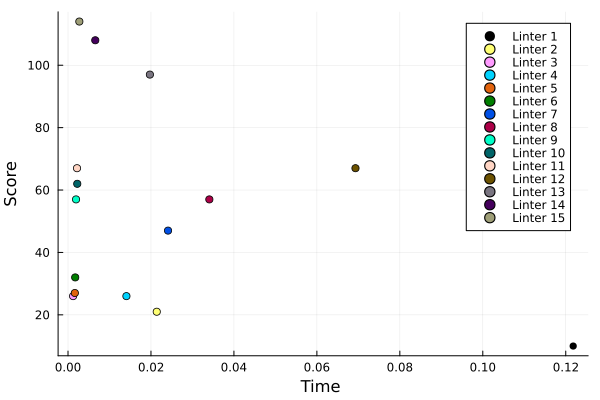 Score
100
80
60
40
20
0.00 0.02 0.04 0.06 0.08 0.10 0.12
Time
Linter 1
Linter 2
Linter 3
Linter 4
Linter 5
Linter 6
Linter 7
Linter 8
Linter 9
Linter 10
Linter 11
Linter 12
Linter 13
Linter 14
Linter 15